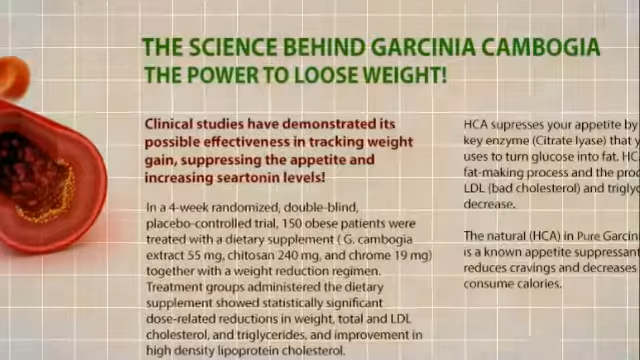 THE SCIENCE BEHIND GARCINIA CAMBOGIA
THE POWER TO LOOSE WEIGHT!
Clinical studies have demonstrated its
possible effectiveness in tracking weight
gain, suppressing the appetite and
increasing seartonin levels!
In a 4-week randomized, double-blind,
placebo-controlled trial, 150 obese patients were
treated with a dietary supplement ( G. cambogia
extract 55 mg, chitosan 240 mg, and chrome 19 mg)
together with a weight reduction regimen.
Treatment groups administered the dietary
supplement showed statistically significant
dose-related reductions in weight, total and LDL
cholesterol, and triglycerides, and improvement in
high density lipoprotein cholesterol.
HCA supresses your appetite by
key enzyme (Citrate lyase) that y
uses to turn glucose into fat. HC
fat-making process and the prod
LDL (bad cholesterol) and triglyc
decrease.
The natural (HCA) in Pure Garcini
is a known appetite suppressant
reduces cravings and decreases
consume calories.